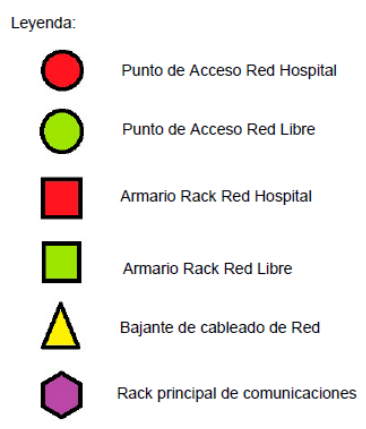 Leyenda:
Punto de Acceso Red Hospital
Punto de Acceso Red Libre
Armario Rack Red Hospital
Armario Rack Red Libre
Bajante de cableado de Red
Rack principal de comunicaciones